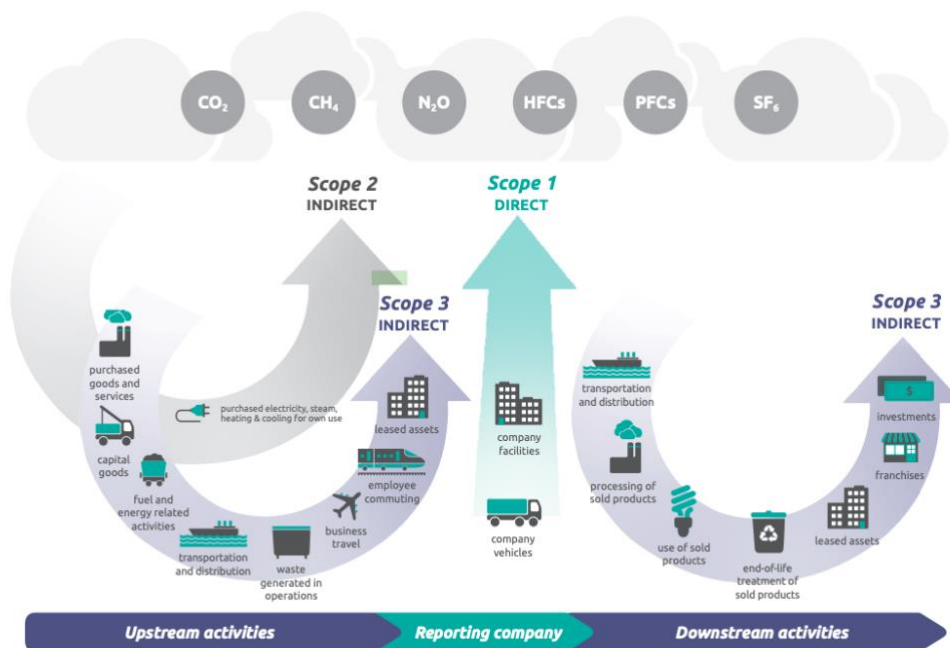 CO₂
CH₄
N₂O
HFCs
PFCs
SF₆
Scope 2
INDIRECT
Scope 1
DIRECT
Scope 3
INDIRECT
Scope 3
INDIRECT
purchased
goods and
services
capital
goods
fuel and
energy related
activities
purchased electricity, steam,
heating & cooling for own use
transportation
and distribution
waste
generated in
operations
business
travel
employee
commuting
leased assets
company
facilities
company
vehicles
transportation
and distribution
processing of
sold products
use of sold
products
end-of-life
treatment of
sold products
leased assets
franchises
$
investments
Upstream activities
Reporting company
Downstream activities